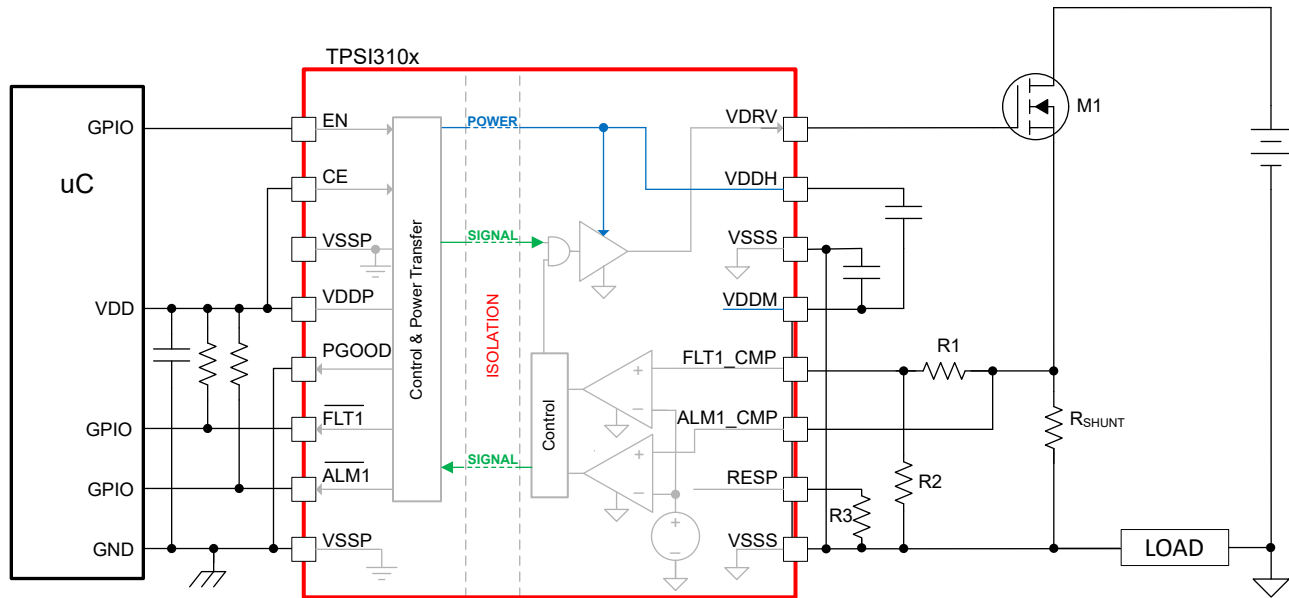 TPSI310x
uC
GPIO
VDD
GPIO
GPIO
GND
EN
CE
VSSP
VDDP
PGOOD
FLT1
ALM1
VSSP
Control & Power Transfer
POWER
SIGNAL
ISOLATION
SIGNAL
Control
+
−
+
−
+
−
VDRV
VDDH
VSSS
VDDM
FLT1_CMP
ALM1_CMP
RESP
VSSS
M1
R1
R2
R3
RSHUNT
LOAD